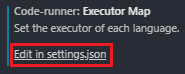 Code-runner: Executor Map
Set the executor of each language.
Edit in settings.json